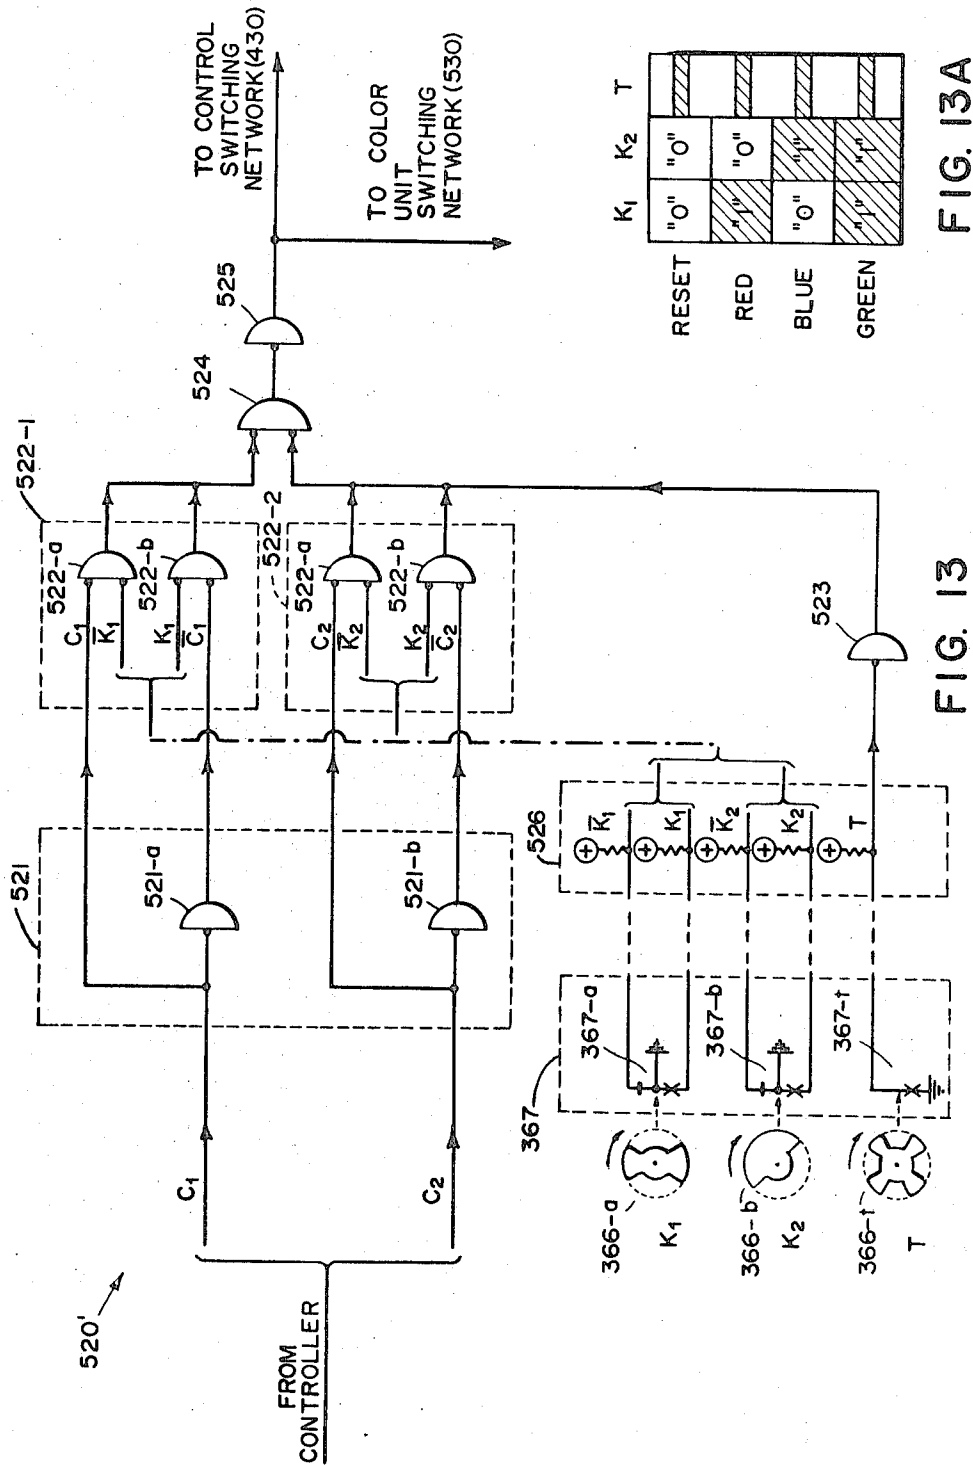 520'
FROM
CONTROLLER
C1
C2
521
521-a
521-b
522-1
522-a
C1
K̅1
522-b
K1
C̅1
522-2
522-a
C2
K̅2
522-b
K2
C̅2
524
525
TO CONTROL
SWITCHING
NETWORK(430)
TO COLOR
UNIT
SWITCHING
NETWORK (530)
523
367
366-a
K1
366-b
K2
366-t
T
367-a
367-b
367-t
526
K̅1
K1
K̅2
K2
T
FIG. 13
K1 K2 T
RESET "0" "0"
RED "1" "0"
BLUE "0" "1"
GREEN "1" "1"
FIG. 13A